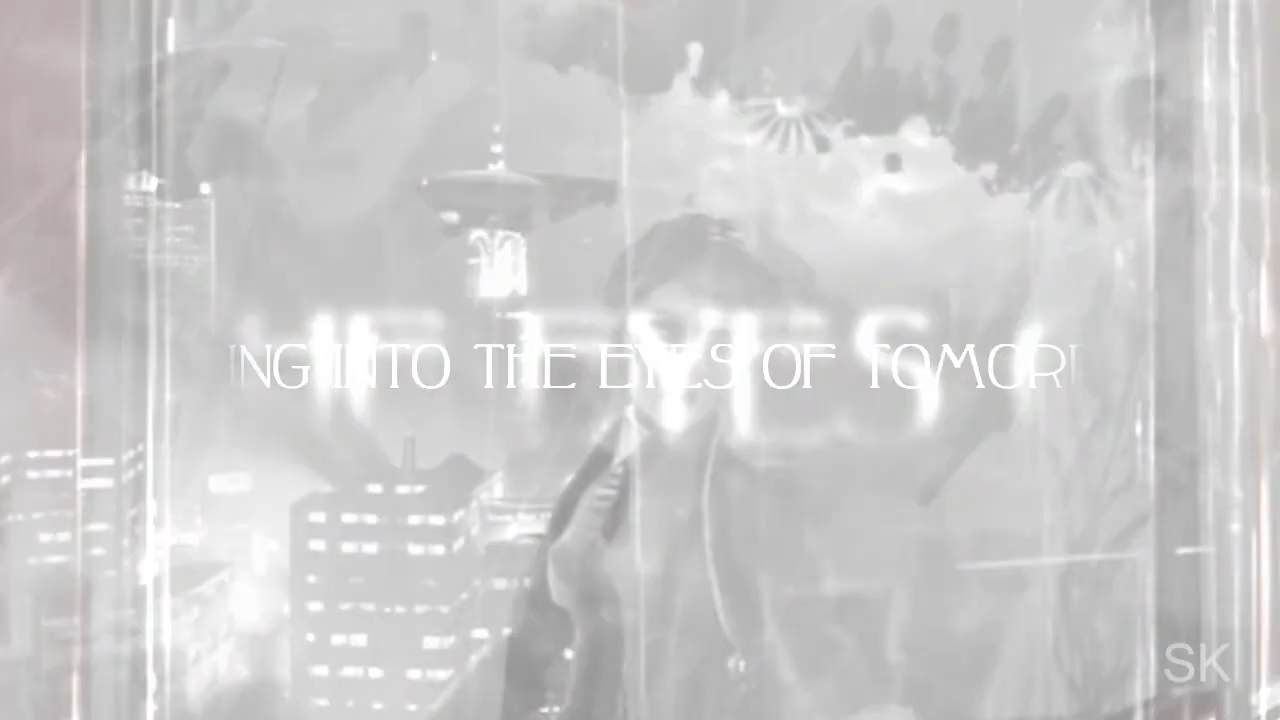 ING INTO THE EYES OF TOMOR
SK